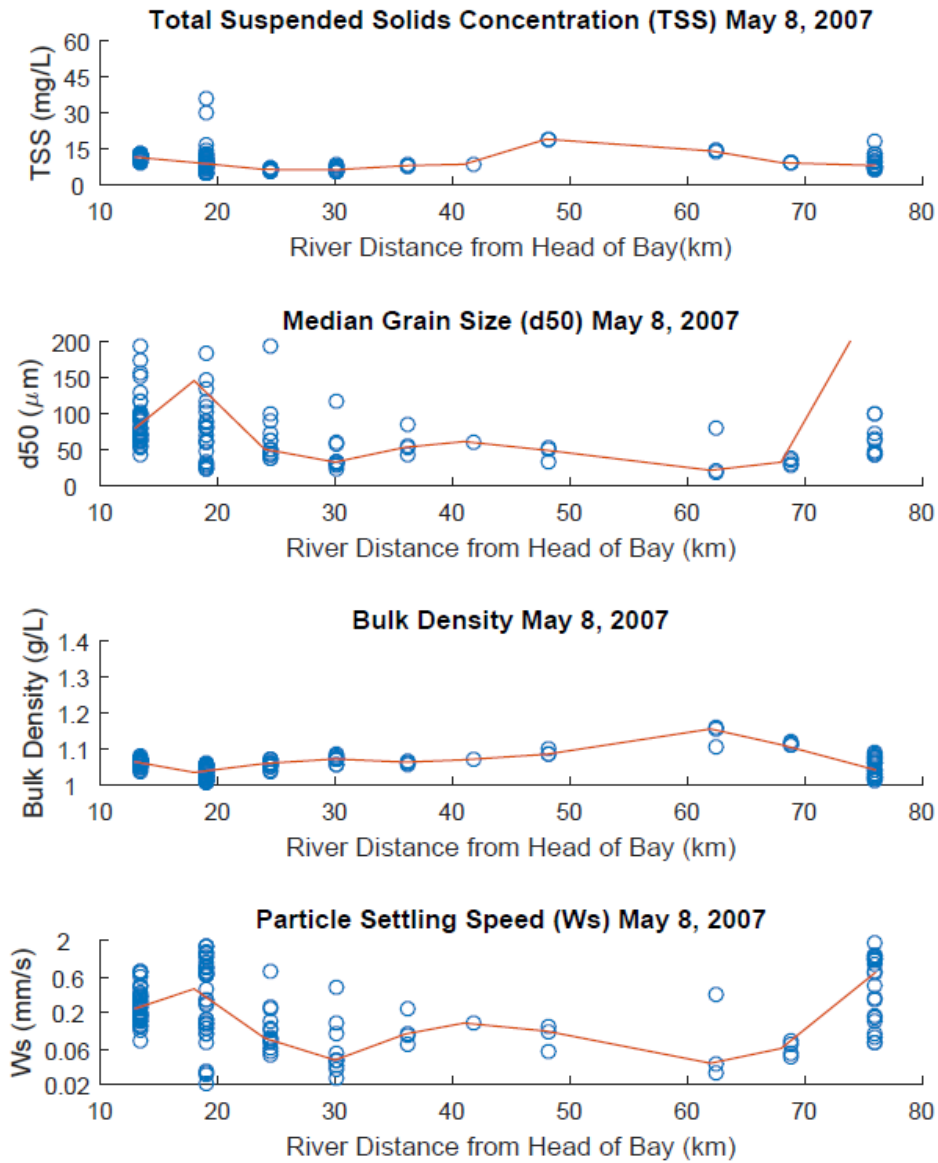 Total Suspended Solids Concentration (TSS) May 8, 2007
TSS (mg/L)
60
45
30
15
0
10 20 30 40 50 60 70 80
River Distance from Head of Bay(km)
Median Grain Size (d50) May 8, 2007
d50 (μm)
200
150
100
50
0
10 20 30 40 50 60 70 80
River Distance from Head of Bay (km)
Bulk Density May 8, 2007
Bulk Density (g/L)
1.4
1.3
1.2
1.1
1
10 20 30 40 50 60 70 80
River Distance from Head of Bay (km)
Particle Settling Speed (Ws) May 8, 2007
Ws (mm/s)
2
0.6
0.2
0.06
0.02
10 20 30 40 50 60 70 80
River Distance from Head of Bay (km)